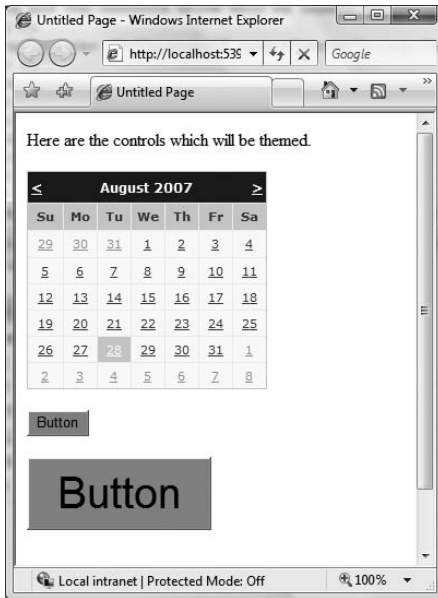 Untitled Page - Windows Internet Explorer
http://localhost:539
Google
Untitled Page
Here are the controls which will be themed.
< August 2007 >
Su Mo Tu We Th Fr Sa
29 30 31 1 2 3 4
5 6 7 8 9 10 11
12 13 14 15 16 17 18
19 20 21 22 23 24 25
26 27 28 29 30 31 1
2 3 4 5 6 7 8
Button
Button
Local intranet | Protected Mode: Off
100%